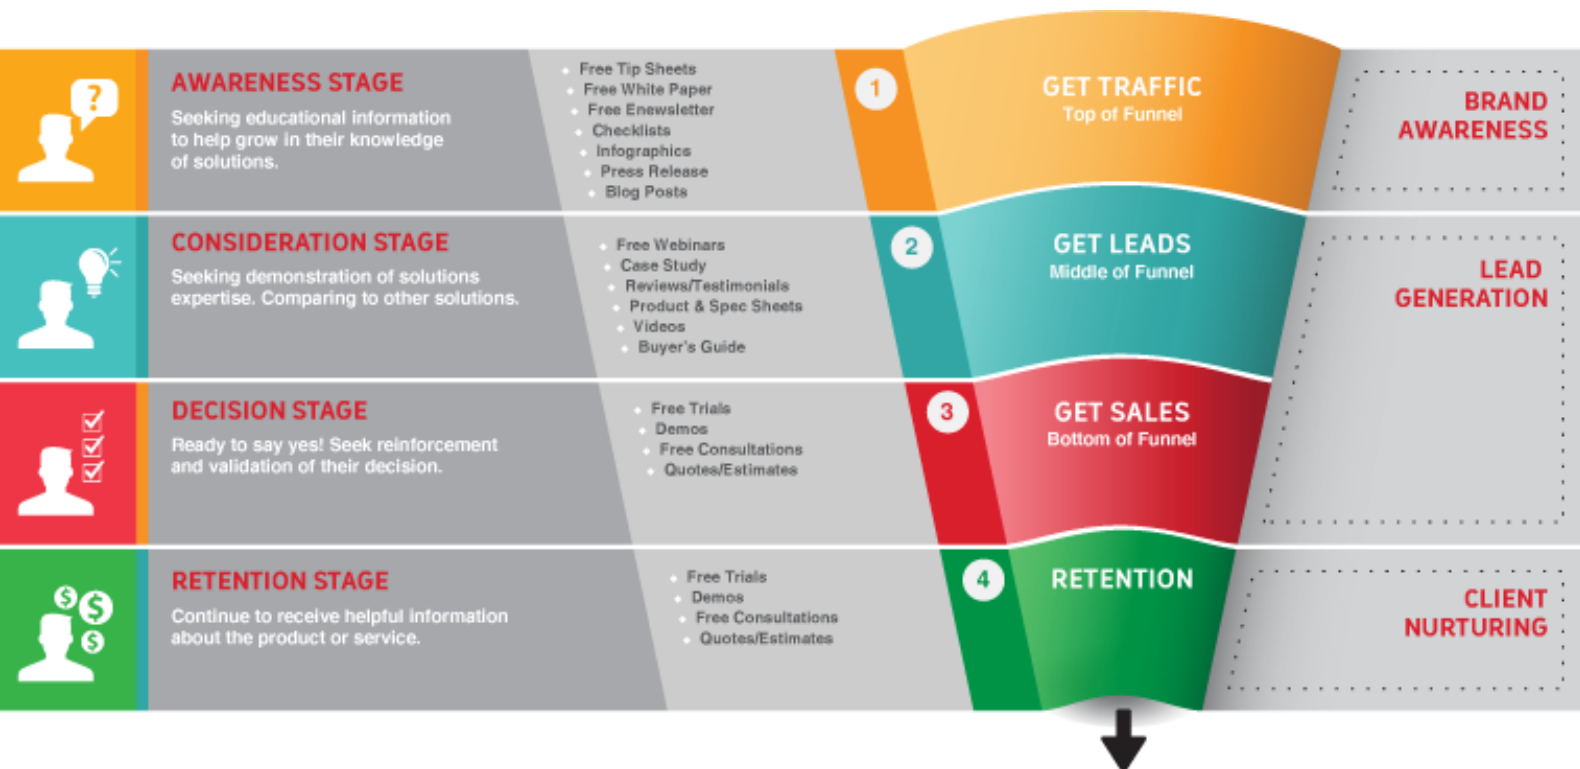 AWARENESS STAGE
Seeking educational information
to help grow in their knowledge
of solutions.
Free Tip Sheets
Free White Paper
Free Enewsletter
Checklists
Infographics
Press Release
Blog Posts
1
GET TRAFFIC
Top of Funnel
BRAND
AWARENESS
CONSIDERATION STAGE
Seeking demonstration of solutions
expertise. Comparing to other solutions.
Free Webinars
Case Study
Reviews/Testimonials
Product & Spec Sheets
Videos
Buyer's Guide
2
GET LEADS
Middle of Funnel
LEAD
GENERATION
DECISION STAGE
Ready to say yes! Seek reinforcement
and validation of their decision.
Free Trials
Demos
Free Consultations
Quotes/Estimates
3
GET SALES
Bottom of Funnel
RETENTION STAGE
Continue to receive helpful information
about the product or service.
Free Trials
Demos
Free Consultations
Quotes/Estimates
4
RETENTION
CLIENT
NURTURING